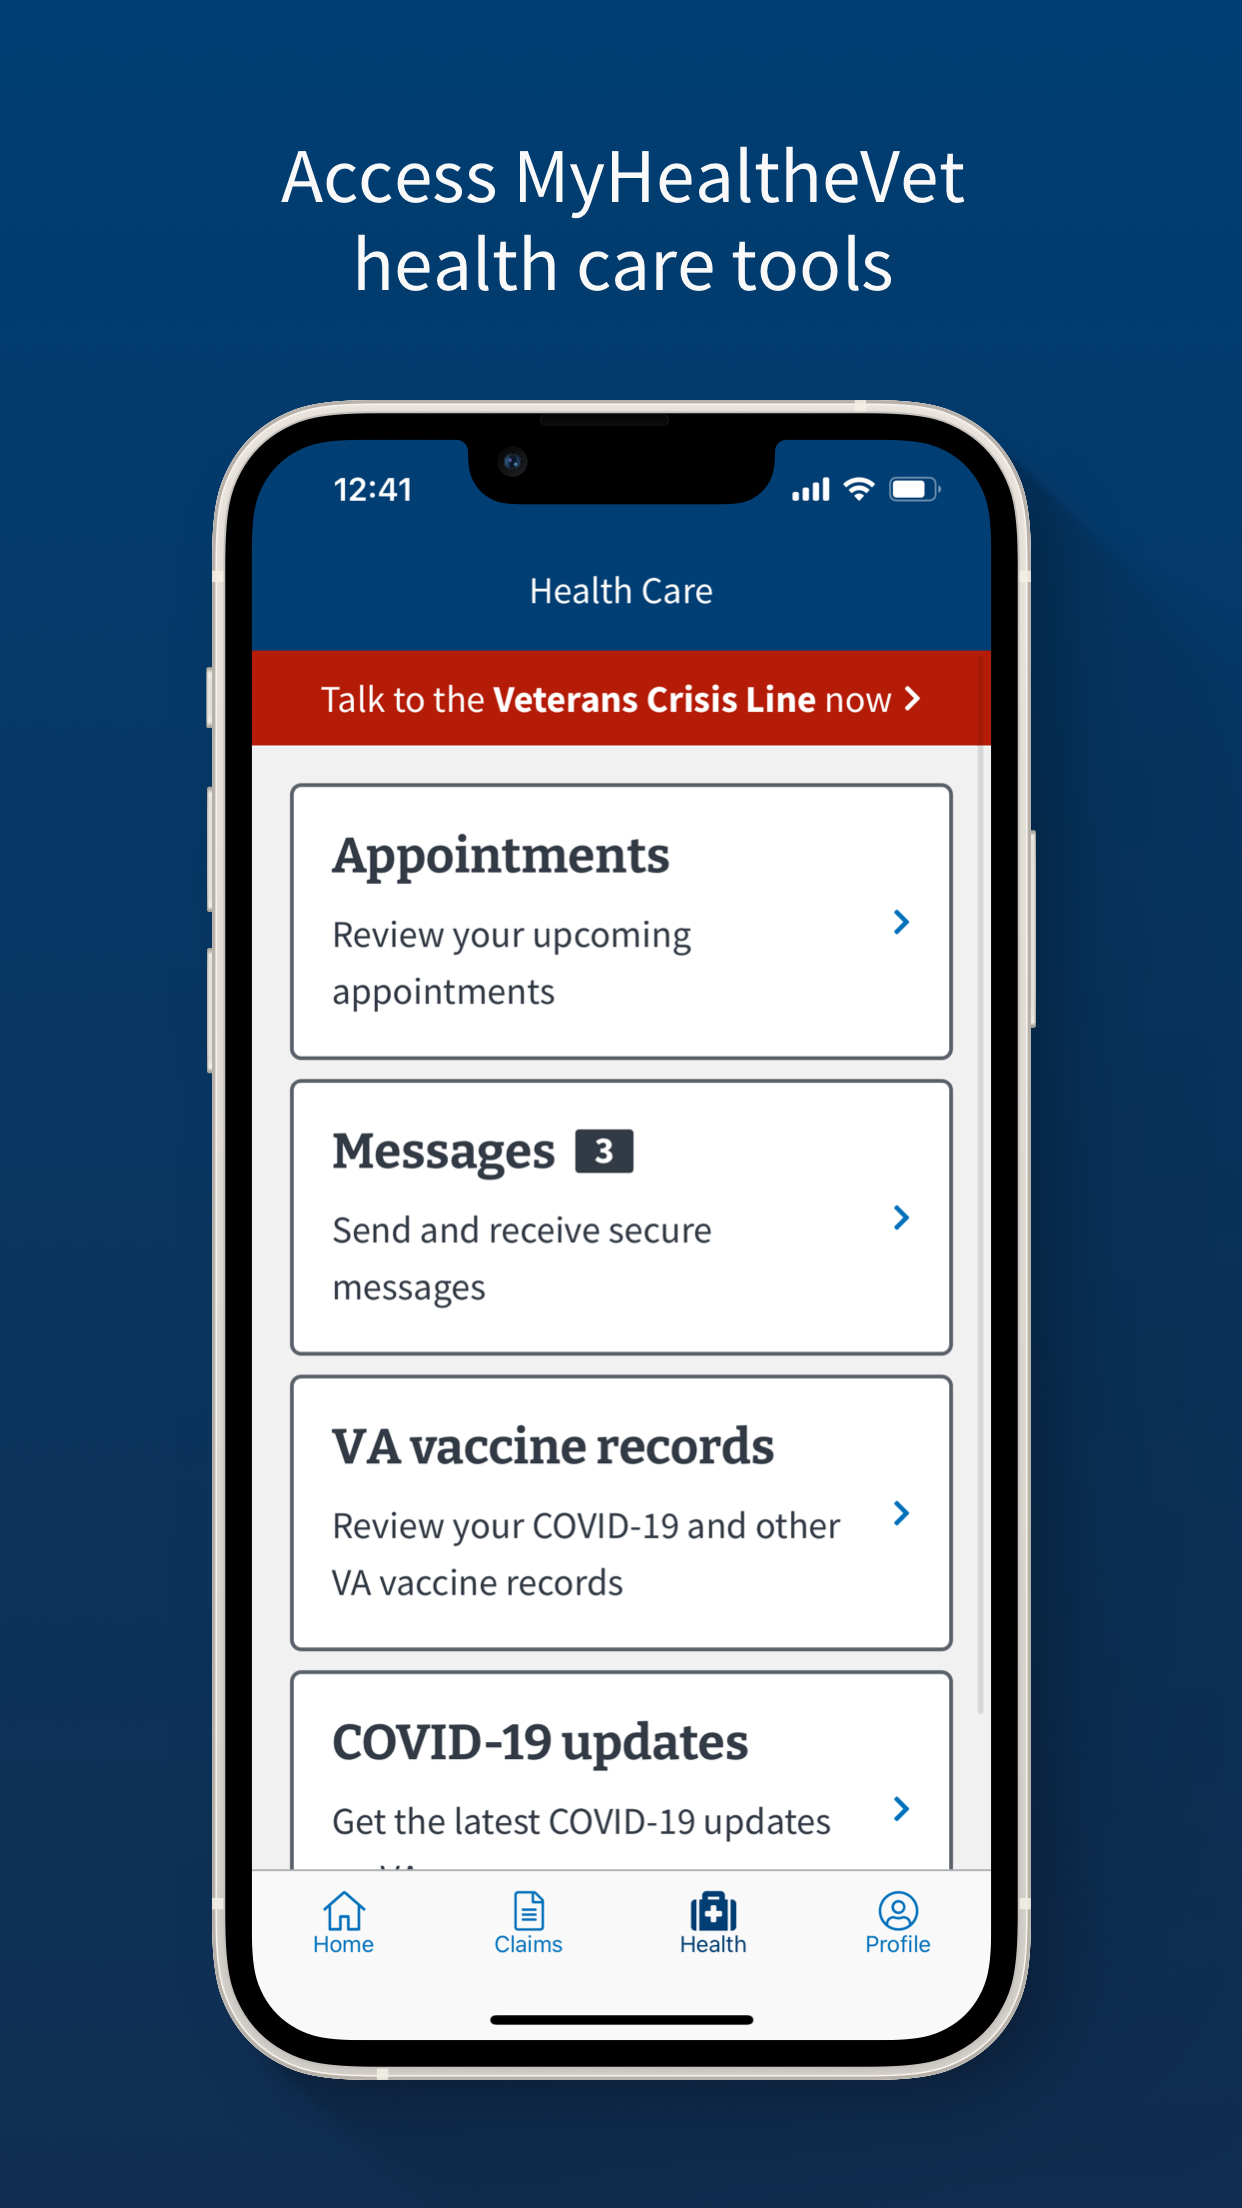 Access MyHealtheVet
health care tools
12:41
Health Care
Talk to the Veterans Crisis Line now
Appointments
Review your upcoming
appointments
Messages 3
Send and receive secure
messages
VA vaccine records
Review your COVID-19 and other
VA vaccine records
COVID-19 updates
Get the latest COVID-19 updates
Home
Claims
Health
Profile